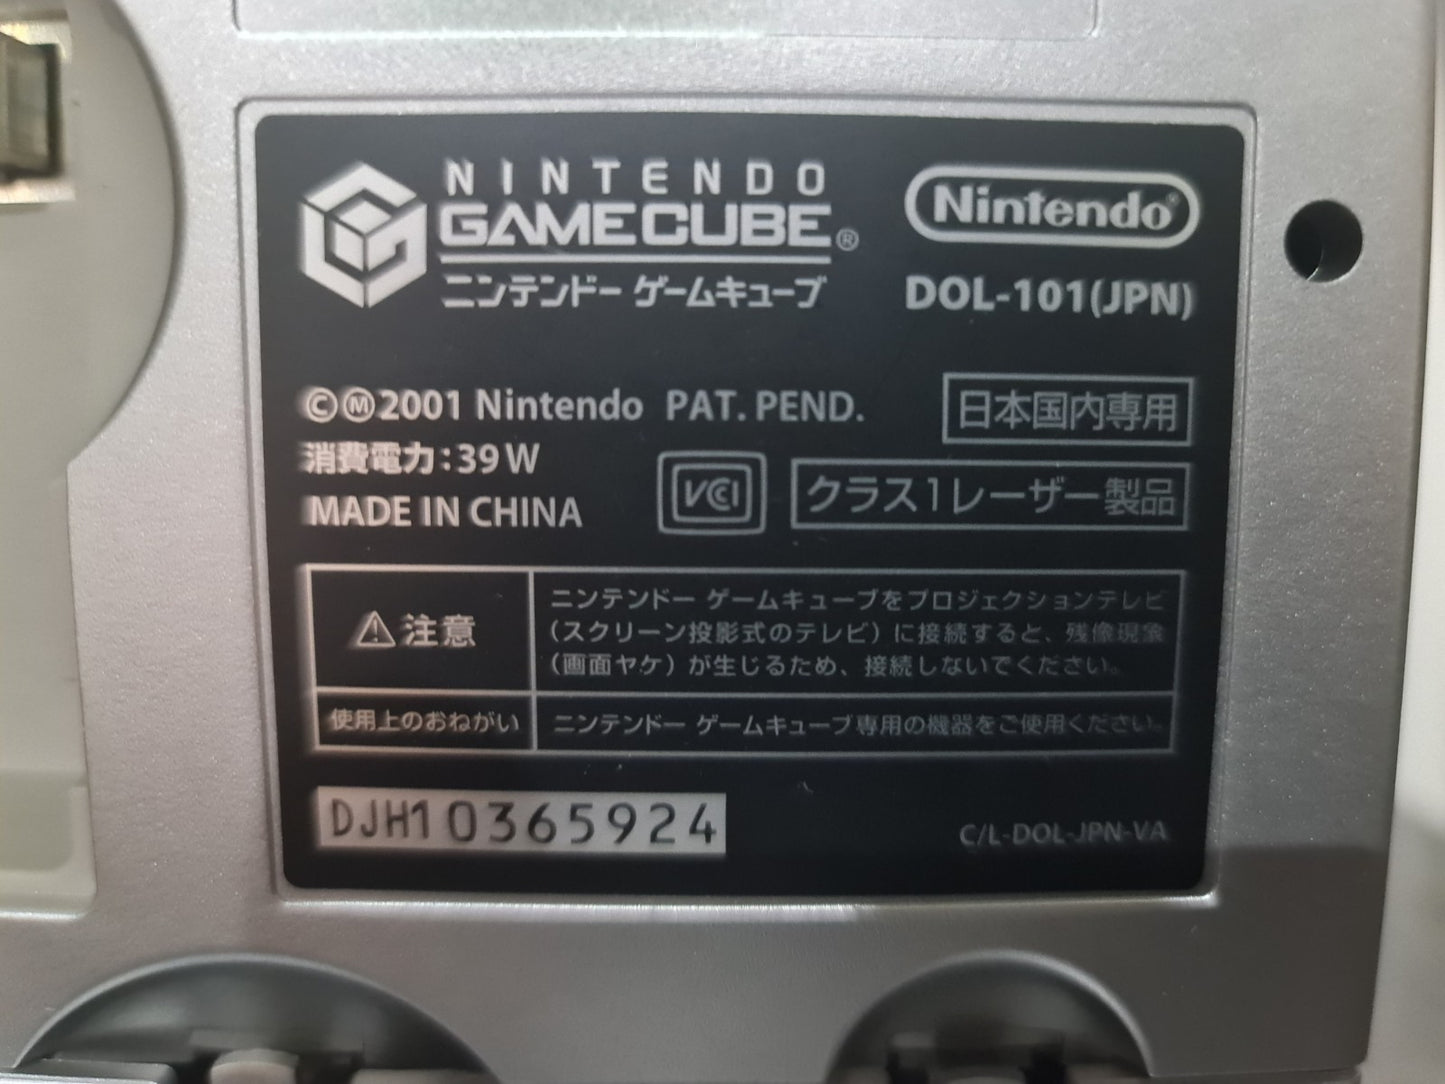 NINTENDO
GAMECUBE®
ニンテンドー ゲームキューブ
Nintendo®
DOL-101(JPN)
©Ⓜ2001 Nintendo PAT. PEND.
日本国内専用
消費電力:39W
VCCI
クラス1レーザー製品
MADE IN CHINA
⚠注意
ニンテンドー ゲームキューブをプロジェクションテレビ
(スクリーン投影式のテレビ)に接続すると、残像現象
(画面ヤケ)が生じるため、接続しないでください。
使用上のおねがい
ニンテンドー ゲームキューブ専用の機器をご使用ください。
DJH10365924
C/L-DOL-JPN-VA